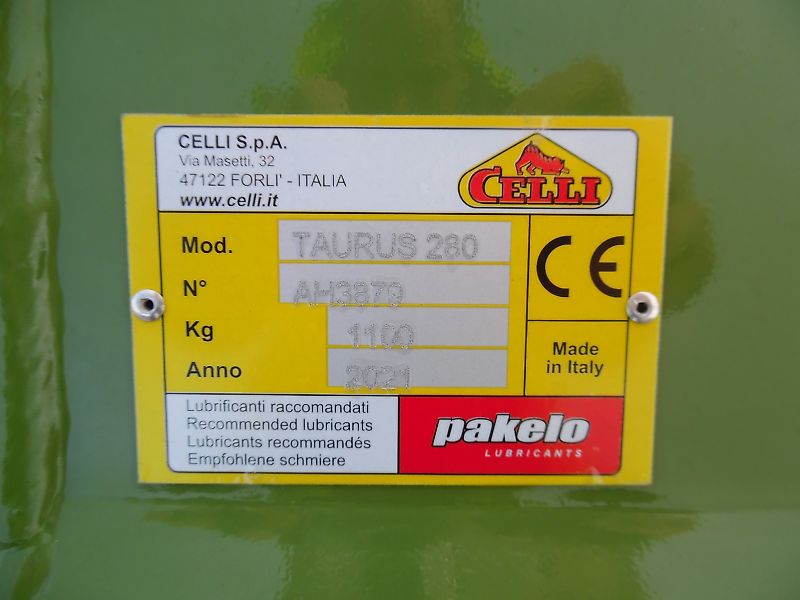 CELLI S.p.A.
Via Masetti, 32
47122 FORLI' - ITALIA
www.celli.it
CELLI
Mod. TAURUS 280
N° AH3879
Kg 1100
Anno 2021
CE
Made
in Italy
Lubrificanti raccomandati
Recommended lubricants
Lubricants recommandés
Empfohlene schmiere
pakelo
LUBRICANTS